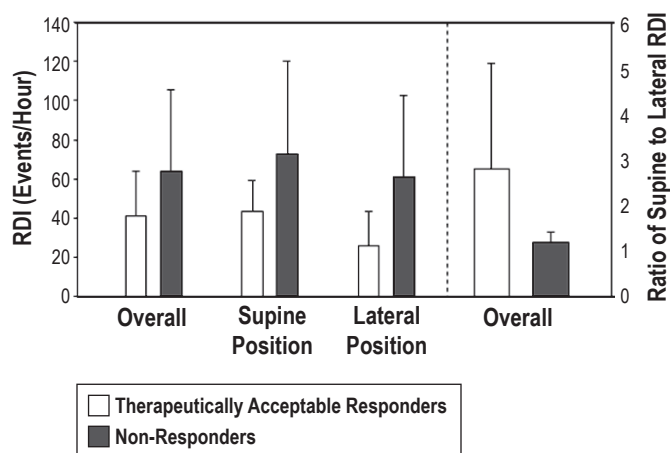 140
120
100
80
60
40
20
0
RDI (Events/Hour)
6
5
4
3
2
1
0
Ratio of Supine to Lateral RDI
Overall
Supine
Position
Lateral
Position
Overall
Therapeutically Acceptable Responders
Non-Responders